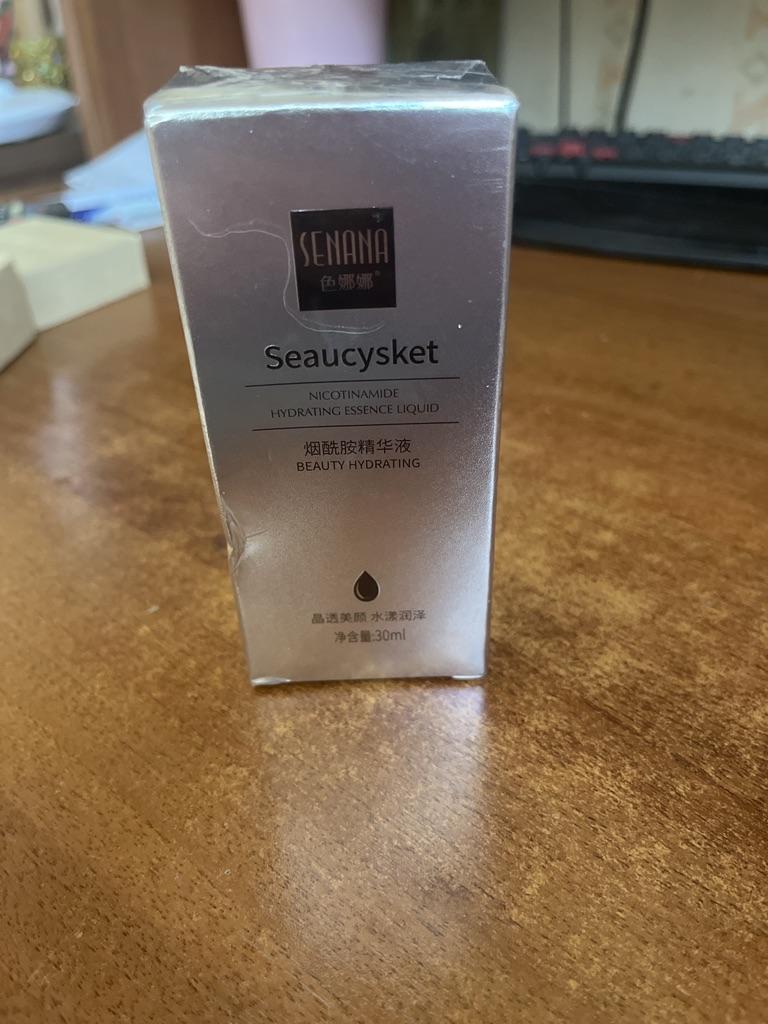 SENANA
色娜娜®
Seaucysket
NICOTINAMIDE
HYDRATING ESSENCE LIQUID
烟酰胺精华液
BEAUTY HYDRATING
晶透美颜 水漾润泽
净含量:30ml